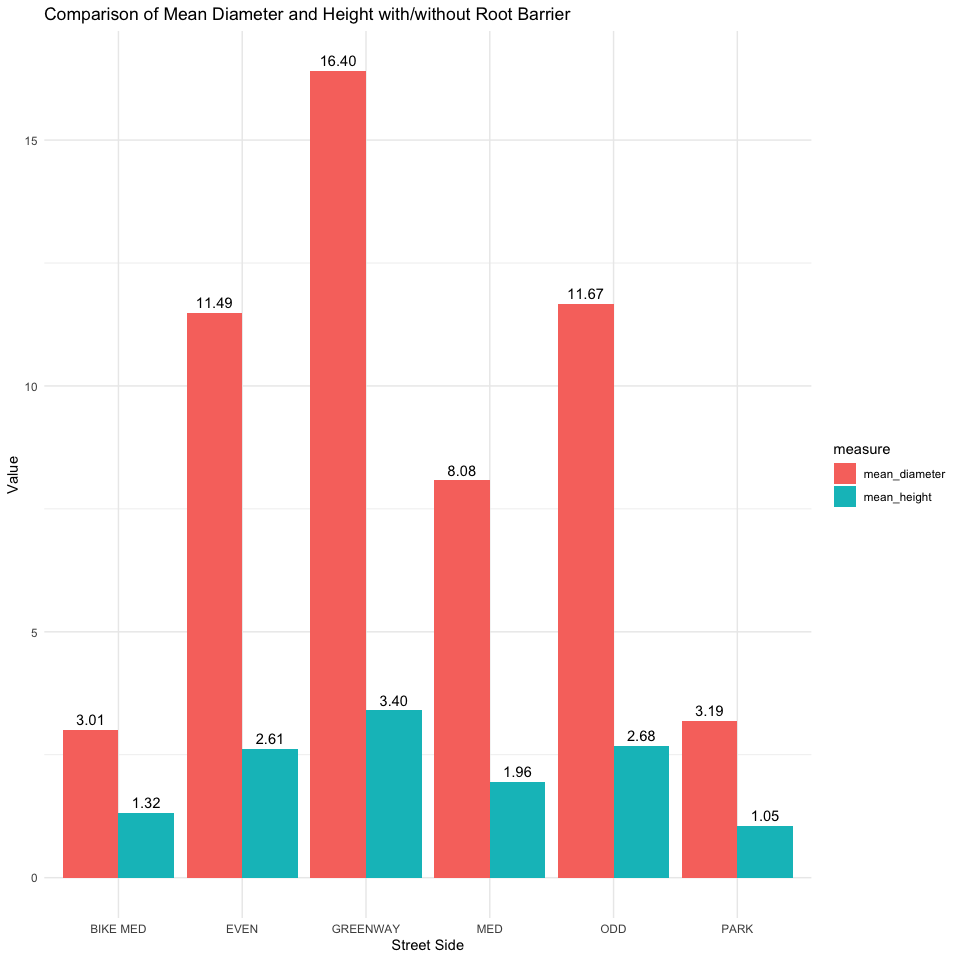 Comparison of Mean Diameter and Height with/without Root Barrier
16.40
15
11.49
11.67
10
measure
8.08
mean_diameter
Value
mean_height
5
3.40
3.01
3.19
2.61
2.68
1.96
1.32
1.05
0
BIKE MED EVEN GREENWAY MED ODD PARK
Street Side